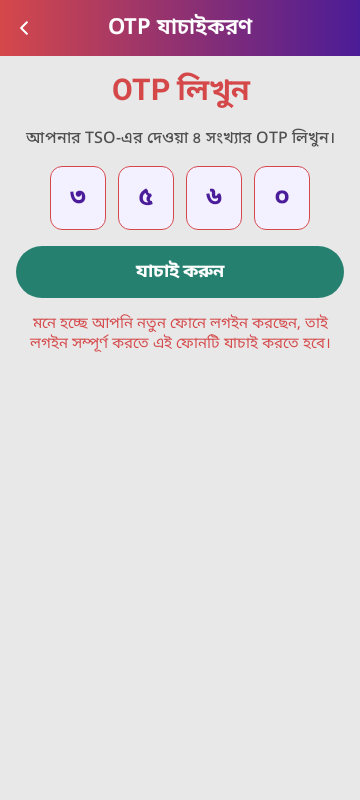 OTP যাচাইকরণ
OTP লিখুন
আপনার TSO-এর দেওয়া ৪ সংখ্যার OTP লিখুন।
৩ ৫ ৬ ০
যাচাই করুন
মনে হচ্ছে আপনি নতুন ফোনে লগইন করছেন, তাই
লগইন সম্পূর্ণ করতে এই ফোনটি যাচাই করতে হবে।